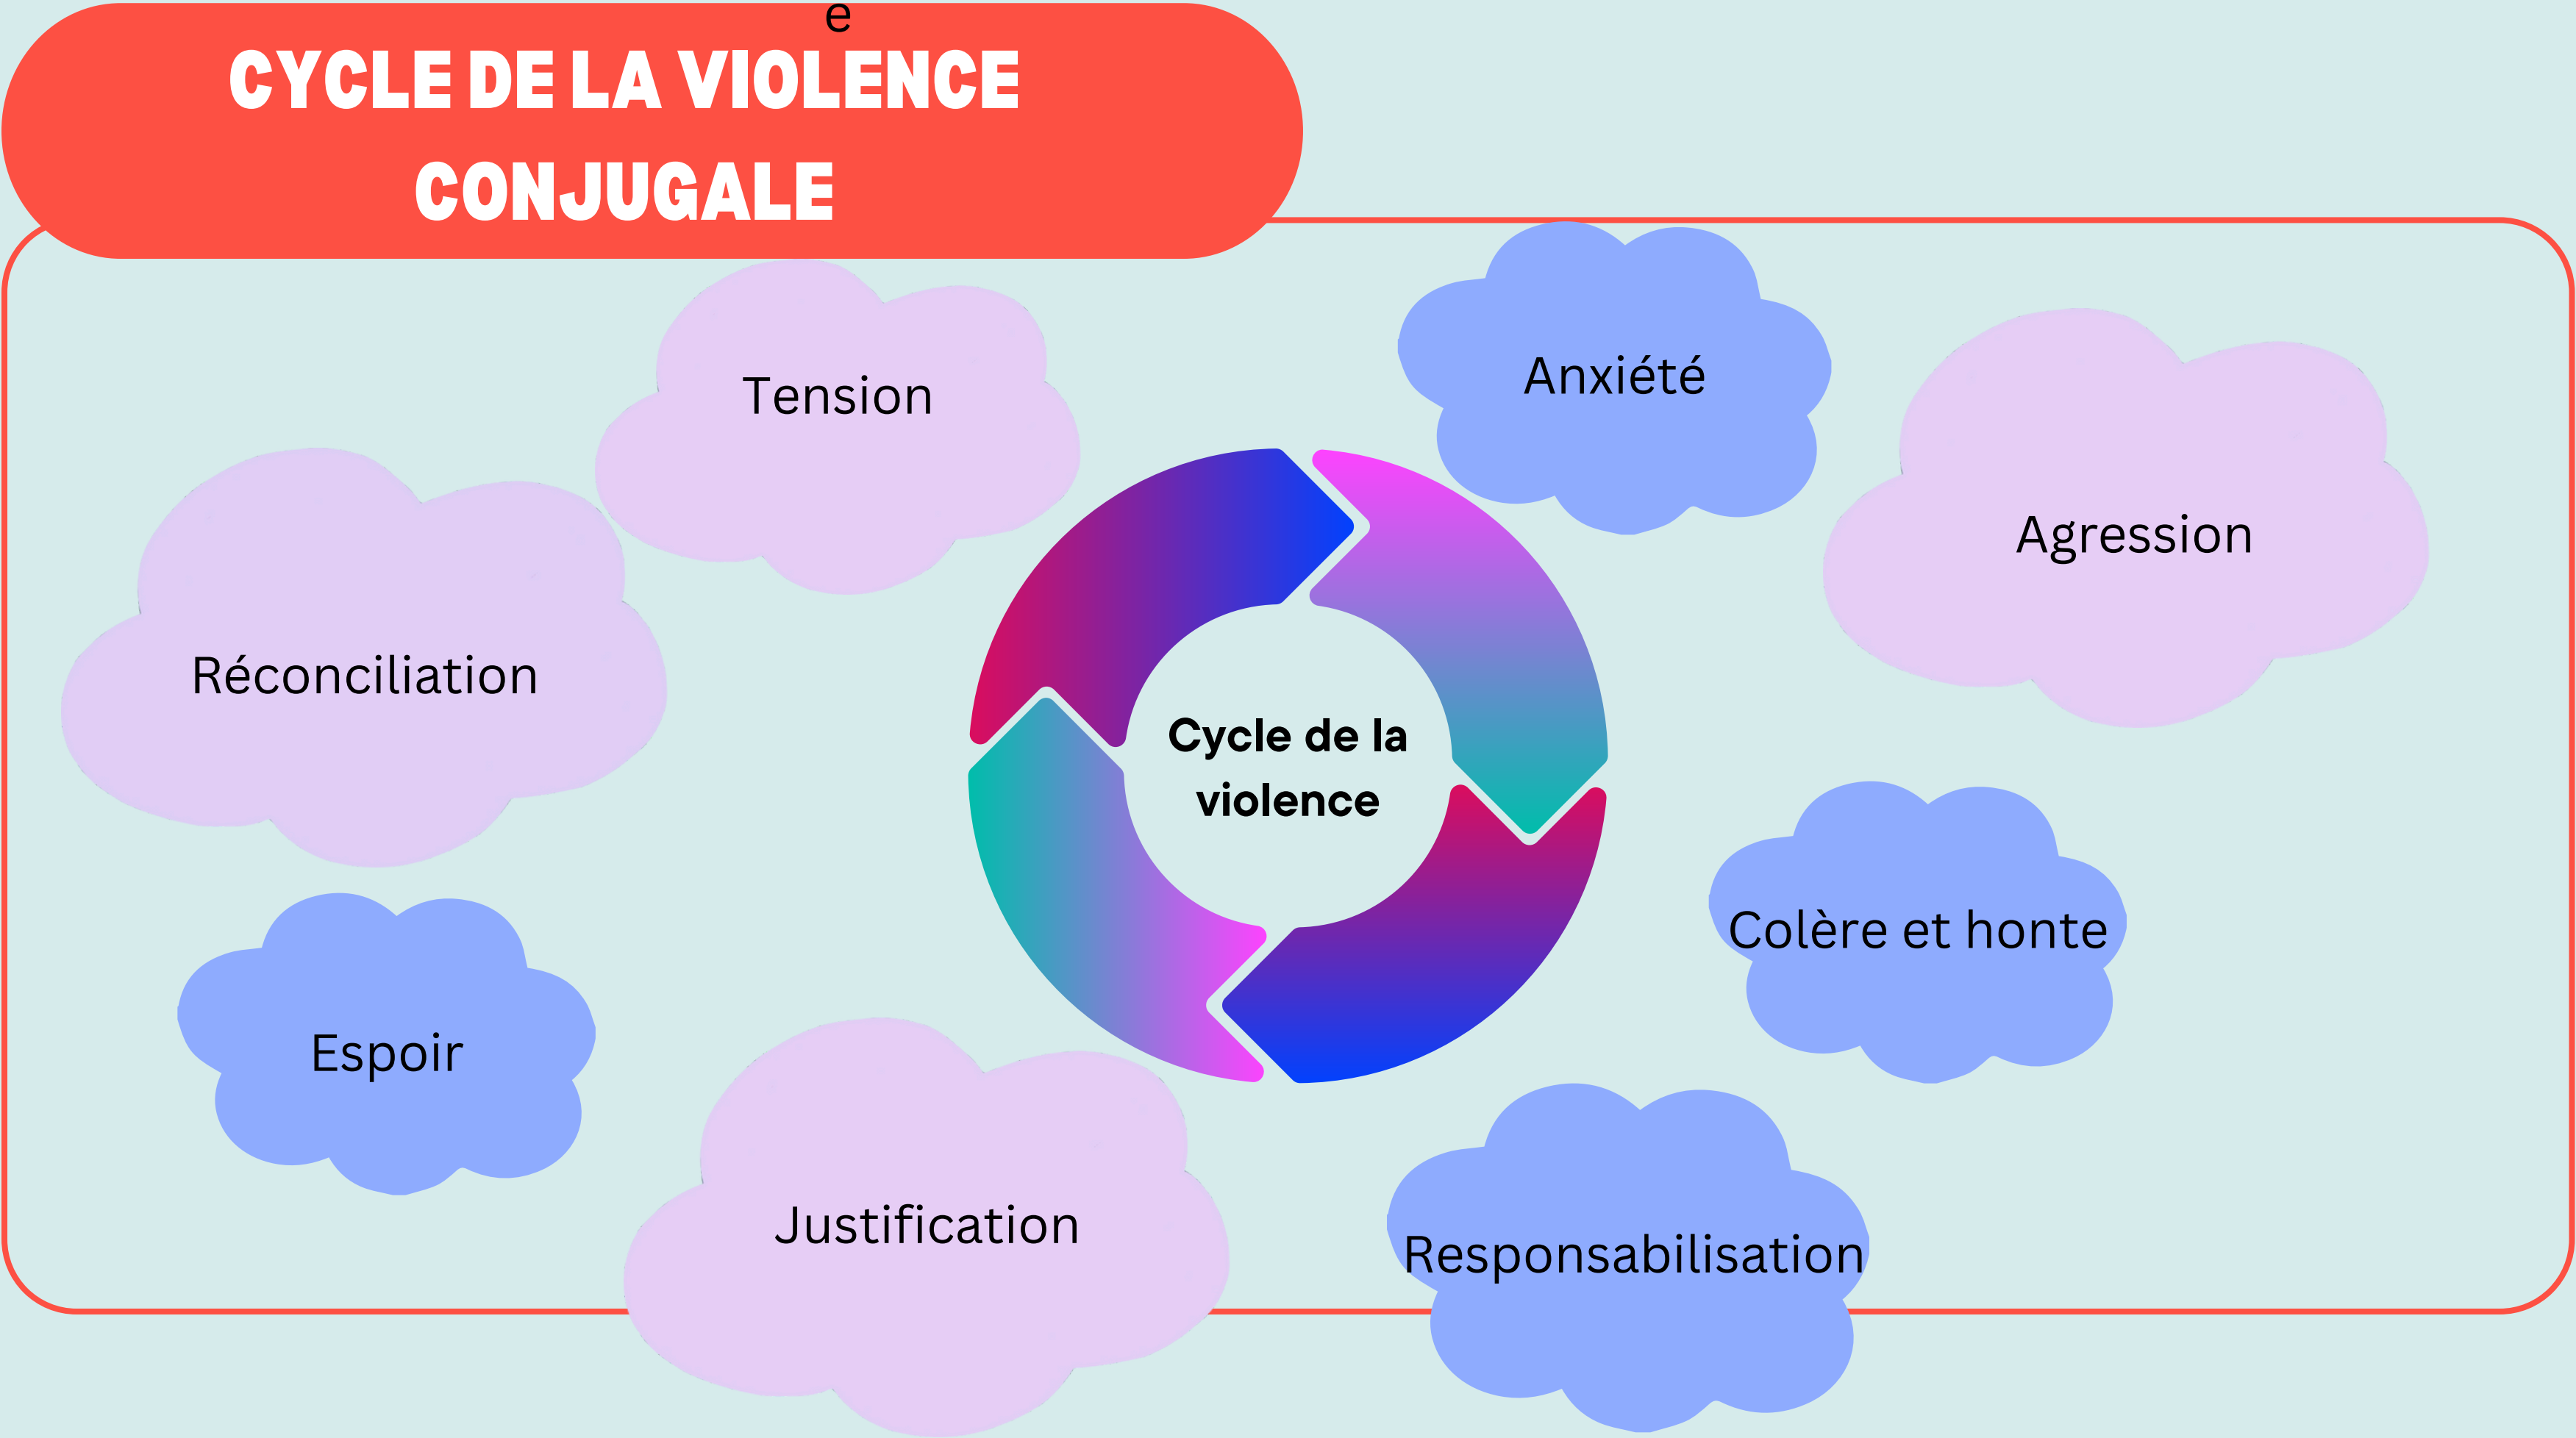 e
CYCLE DE LA VIOLENCE
CONJUGALE
Tension
Anxiété
Agression
Réconciliation
Cycle de la
violence
Colère et honte
Espoir
Justification
Responsabilisation